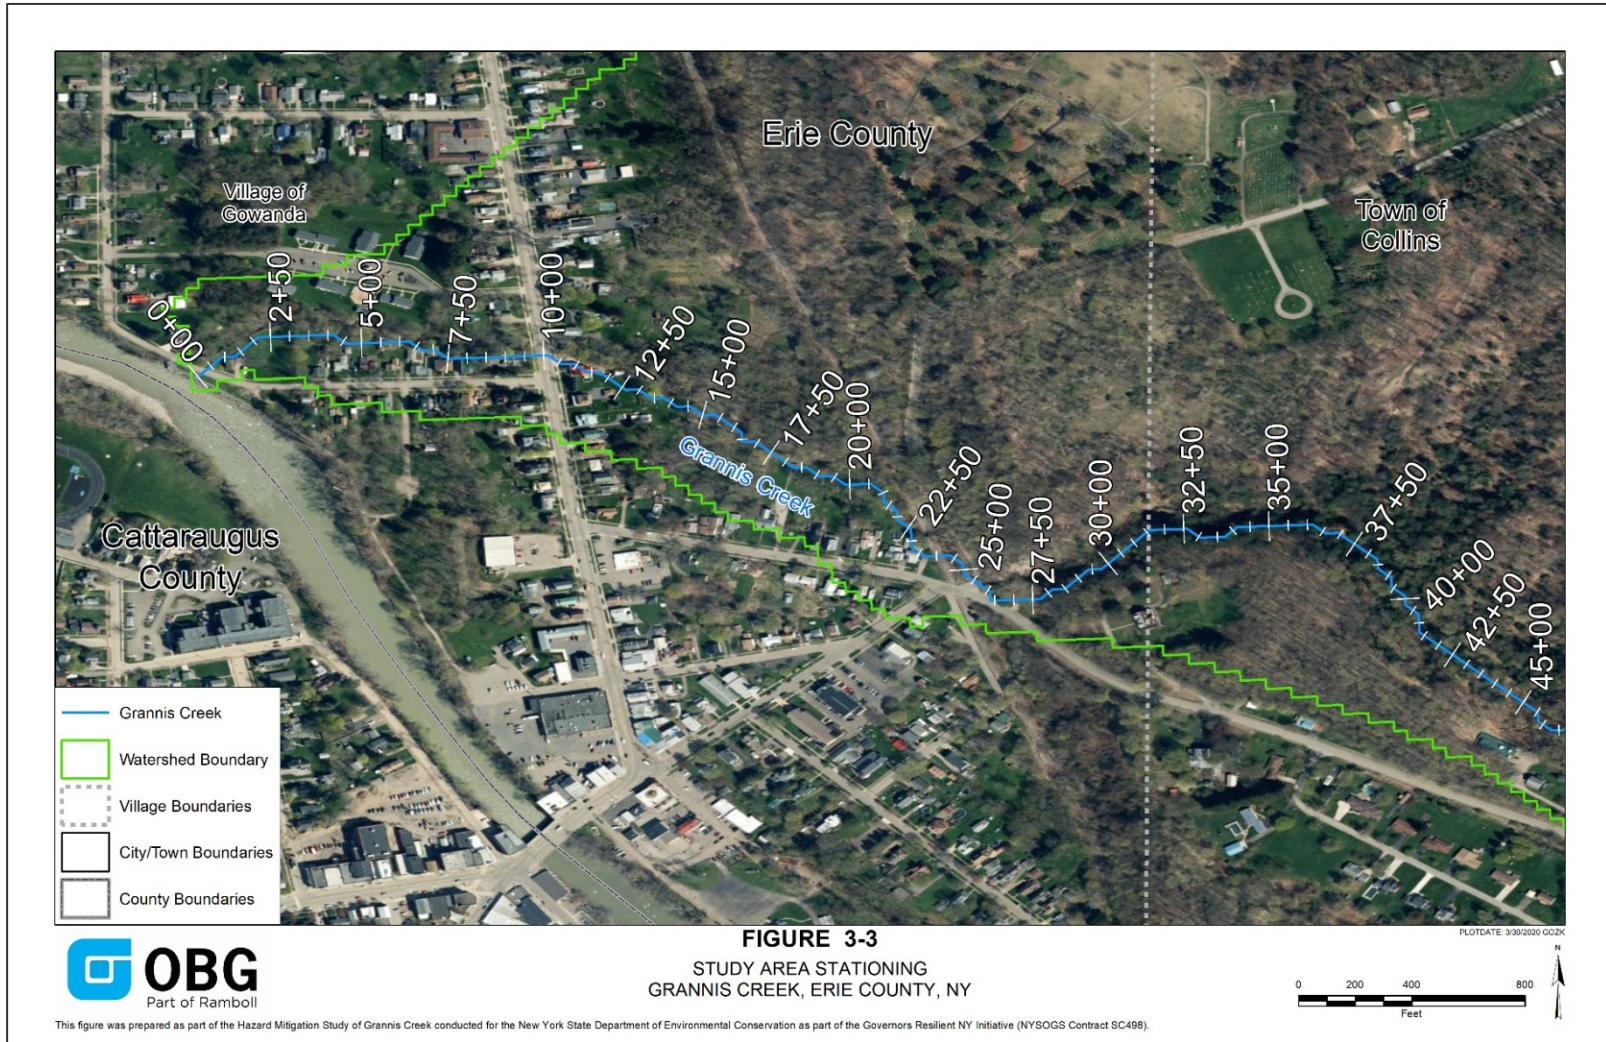 Erie County
Village of
Gowanda
Town of
Collins
0+00
2+50
5+00
7+50
10+00
12+50
15+00
17+50
20+00
22+50
25+00
27+50
30+00
32+50
35+00
37+50
40+00
42+50
45+00
Grannis Creek
Cattaraugus
County
Grannis Creek
Watershed Boundary
Village Boundaries
City/Town Boundaries
County Boundaries
FIGURE 3-3
STUDY AREA STATIONING
GRANNIS CREEK, ERIE COUNTY, NY
PLOTDATE: 3/30/2020 GOZK
OBG
Part of Ramboll
N
0 200 400 800
Feet
This figure was prepared as part of the Hazard Mitigation Study of Grannis Creek conducted for the New York State Department of Environmental Conservation as part of the Governors Resilient NY Initiative (NYSOGS Contract SC498).